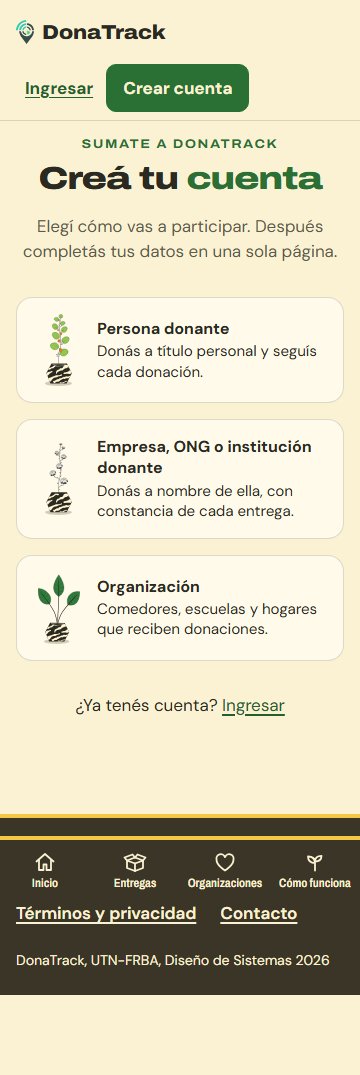 DonaTrack
Ingresar
Crear cuenta
SUMATE A DONATRACK
Creá tu cuenta
Elegí cómo vas a participar. Después
completás tus datos en una sola página.
Persona donante
Donás a título personal y seguís
cada donación.
Empresa, ONG o institución
donante
Donás a nombre de ella, con
constancia de cada entrega.
Organización
Comedores, escuelas y hogares
que reciben donaciones.
¿Ya tenés cuenta? Ingresar
Inicio
Entregas
Organizaciones
Cómo funciona
Términos y privacidad
Contacto
DonaTrack, UTN-FRBA, Diseño de Sistemas 2026